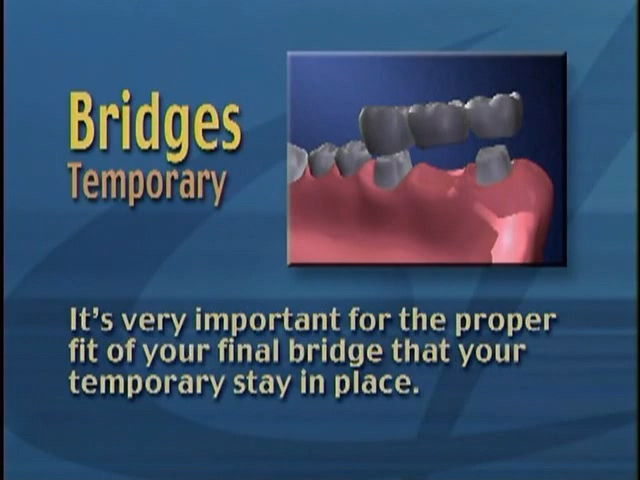 Bridges
Temporary
It's very important for the proper
fit of your final bridge that your
temporary stay in place.